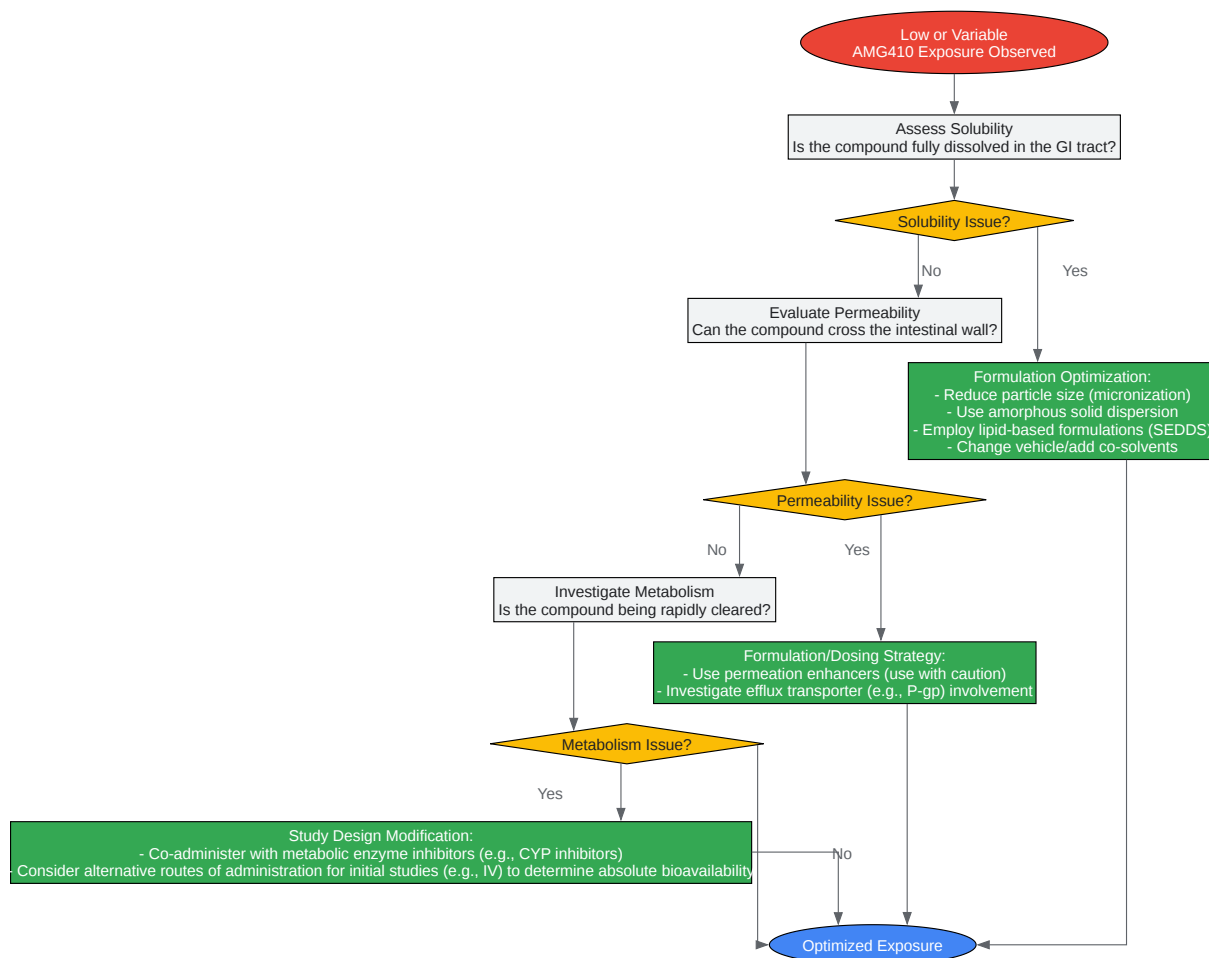 Low or Variable
AMG410 Exposure Observed
Assess Solubility
Is the compound fully dissolved in the GI tract?
Solubility Issue?
No
Yes
Evaluate Permeability
Can the compound cross the intestinal wall?
Formulation Optimization:
- Reduce particle size (micronization)
- Use amorphous solid dispersion
- Employ lipid-based formulations (SEDDS)
- Change vehicle/add co-solvents
Permeability Issue?
No
Yes
Investigate Metabolism
Is the compound being rapidly cleared?
Formulation/Dosing Strategy:
- Use permeation enhancers (use with caution)
- Investigate efflux transporter (e.g., P-gp) involvement
Metabolism Issue?
Yes
Study Design Modification:
- Co-administer with metabolic enzyme inhibitors (e.g., CYP inhibitors)
- Consider alternative routes of administration for initial studies (e.g., IV) to determine absolute bioavailability
No
Optimized Exposure